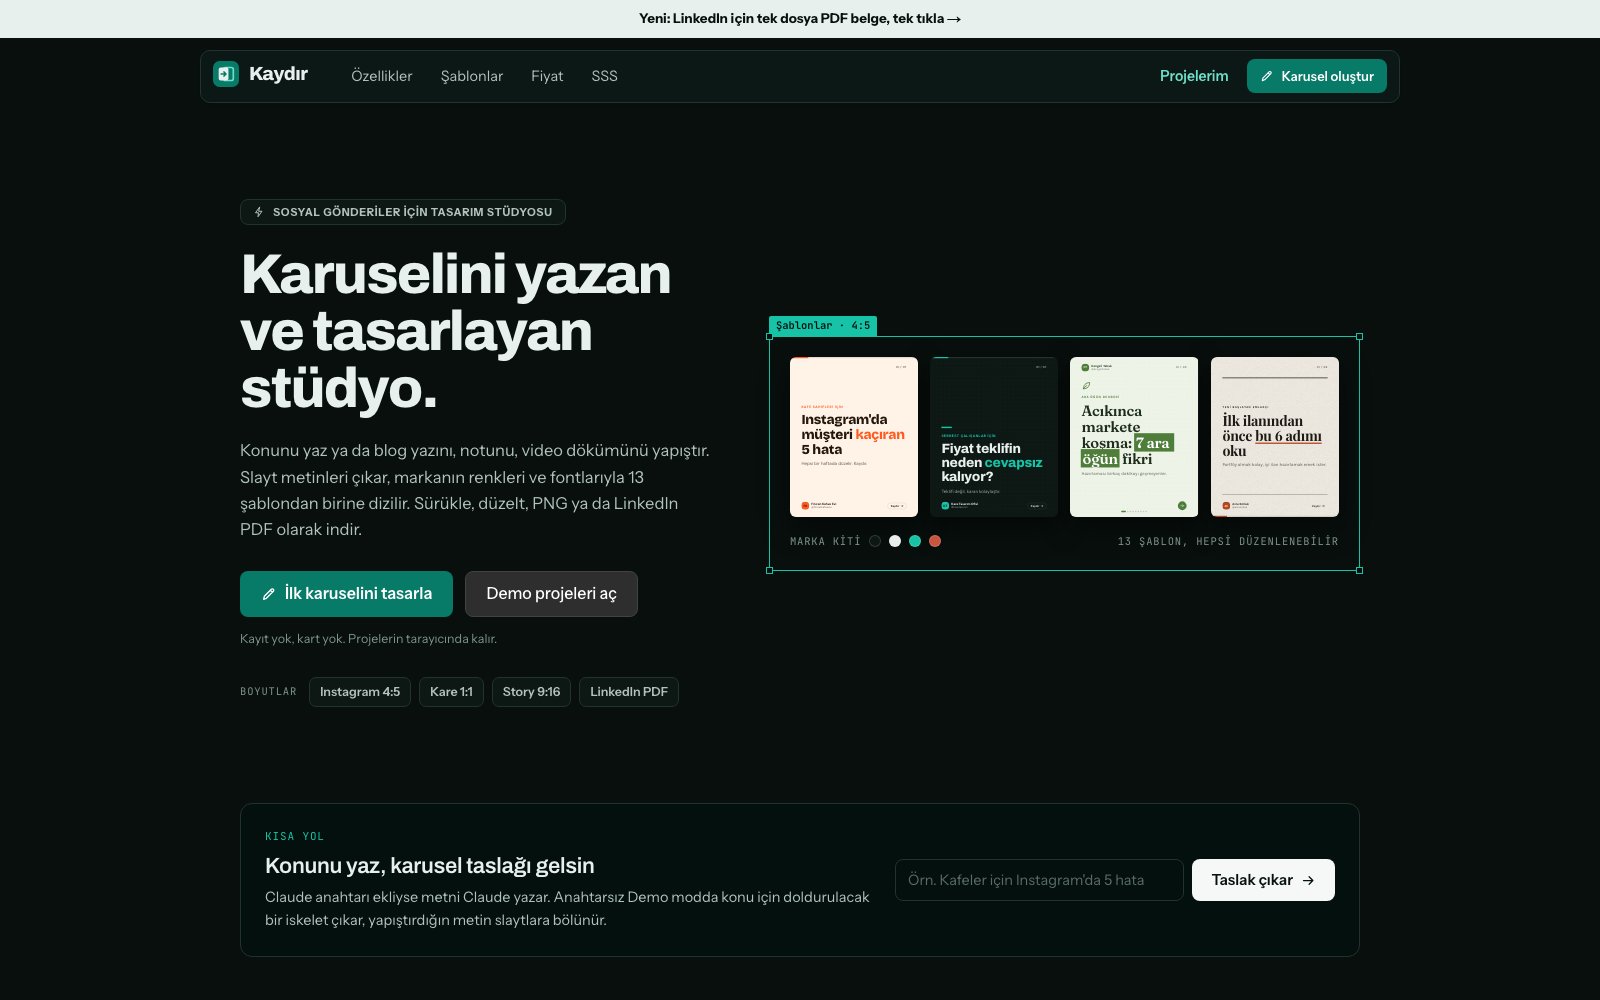 Yeni: LinkedIn için tek dosya PDF belge, tek tıkla →
Kaydır
Özellikler
Şablonlar
Fiyat
SSS
Projelerim
Karusel oluştur
SOSYAL GÖNDERİLER İÇİN TASARIM STÜDYOSU
Karuselini yazan
ve tasarlayan
stüdyo.
Konunu yaz ya da blog yazını, notunu, video dökümünü yapıştır.
Slayt metinleri çıkar, markanın renkleri ve fontlarıyla 13
şablondan birine dizilir. Sürükle, düzelt, PNG ya da LinkedIn
PDF olarak indir.
İlk karuselini tasarla
Demo projeleri aç
Kayıt yok, kart yok. Projelerin tarayıcında kalır.
BOYUTLAR
Instagram 4:5
Kare 1:1
Story 9:16
LinkedIn PDF
Şablonlar · 4:5
Instagram'da
müşteri kaçıran
5 hata
Fiyat teklifin
neden cevapsız
kalıyor?
Acıkınca
markete
koşma: 7 ara
öğün fikri
İlk ilanından
önce bu 6 adımı
oku
MARKA KİTİ
13 ŞABLON, HEPSİ DÜZENLENEBİLİR
KISA YOL
Konunu yaz, karusel taslağı gelsin
Claude anahtarı ekliyse metni Claude yazar. Anahtarsız Demo modda konu için doldurulacak
bir iskelet çıkar, yapıştırdığın metin slaytlara bölünür.
Örn. Kafeler için Instagram'da 5 hata
Taslak çıkar →